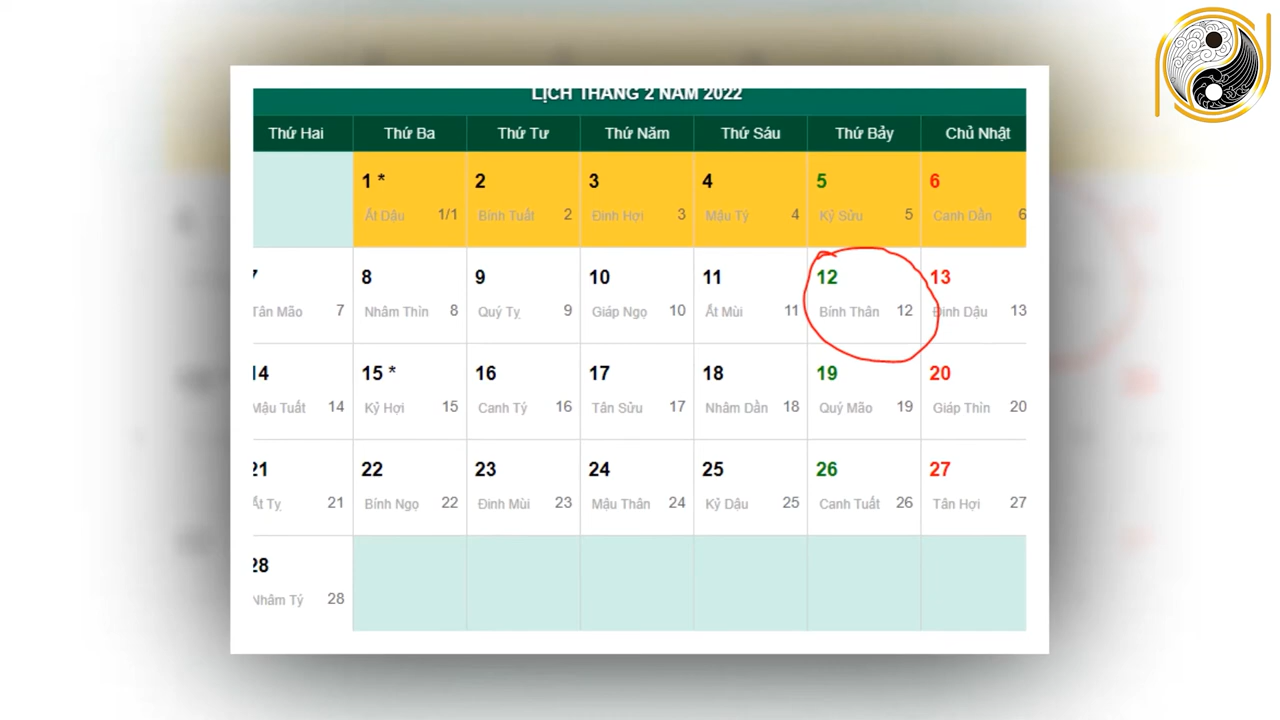 LỊCH THÁNG 2 NĂM 2022
Thứ Hai Thứ Ba Thứ Tư Thứ Năm Thứ Sáu Thứ Bảy Chủ Nhật
1 * 2 3 4 5 6
Ất Dậu 1/1 Bính Tuất 2 Đinh Hợi 3 Mậu Tý 4 Kỷ Sửu 5 Canh Dần 6
7 8 9 10 11 12 13
Tân Mão 7 Nhâm Thìn 8 Quý Tỵ 9 Giáp Ngọ 10 Ất Mùi 11 Bính Thân 12 Đinh Dậu 13
14 15 * 16 17 18 19 20
Mậu Tuất 14 Kỷ Hợi 15 Canh Tý 16 Tân Sửu 17 Nhâm Dần 18 Quý Mão 19 Giáp Thìn 20
21 22 23 24 25 26 27
Ất Tỵ 21 Bính Ngọ 22 Đinh Mùi 23 Mậu Thân 24 Kỷ Dậu 25 Canh Tuất 26 Tân Hợi 27
28
Nhâm Tý 28